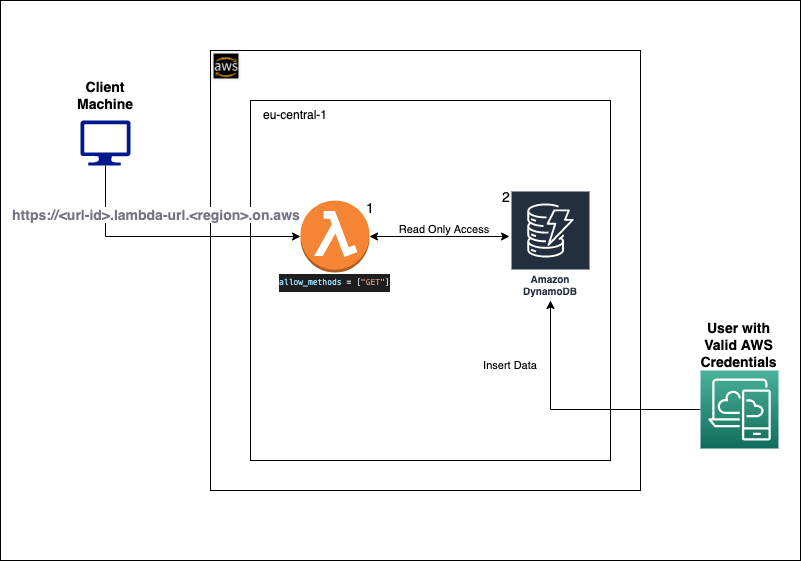 aws
eu-central-1
Client
Machine
https://<url-id>.lambda-url.<region>.on.aws
1
allow_methods = ["GET"]
Read Only Access
2
Amazon
DynamoDB
Insert Data
User with
Valid AWS
Credentials